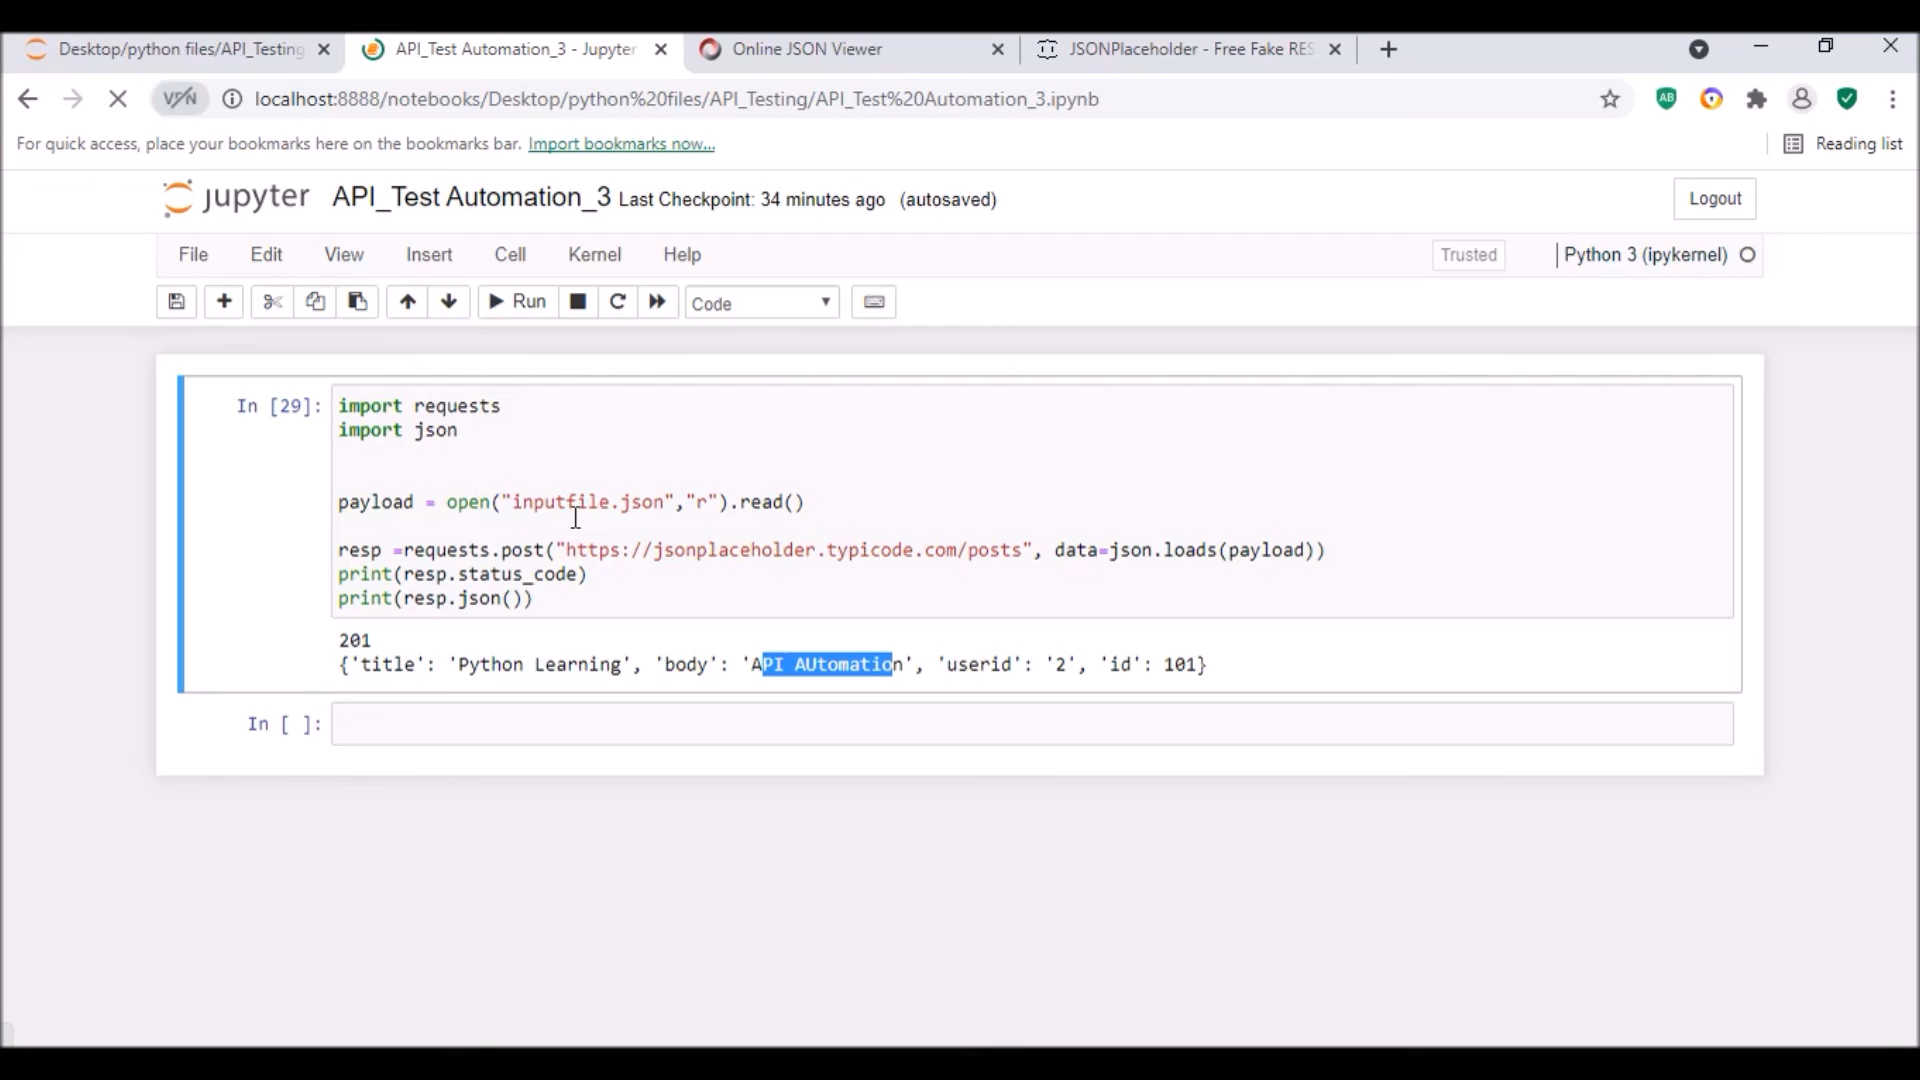 Desktop/python files/API_Testing
API_Test Automation_3 - Jupyter
Online JSON Viewer
JSONPlaceholder - Free Fake RES
VPN
localhost:8888/notebooks/Desktop/python%20files/API_Testing/API_Test%20Automation_3.ipynb
AB
For quick access, place your bookmarks here on the bookmarks bar. Import bookmarks now...
Reading list
jupyter API_Test Automation_3 Last Checkpoint: 34 minutes ago (autosaved)
Logout
File Edit View Insert Cell Kernel Help
Trusted
Python 3 (ipykernel)
Run
Code
In [29]:
import requests
import json
payload = open("inputfile.json","r").read()
resp =requests.post("https://jsonplaceholder.typicode.com/posts", data=json.loads(payload))
print(resp.status_code)
print(resp.json())
201
{'title': 'Python Learning', 'body': 'API AUtomation', 'userid': '2', 'id': 101}
In [ ]: